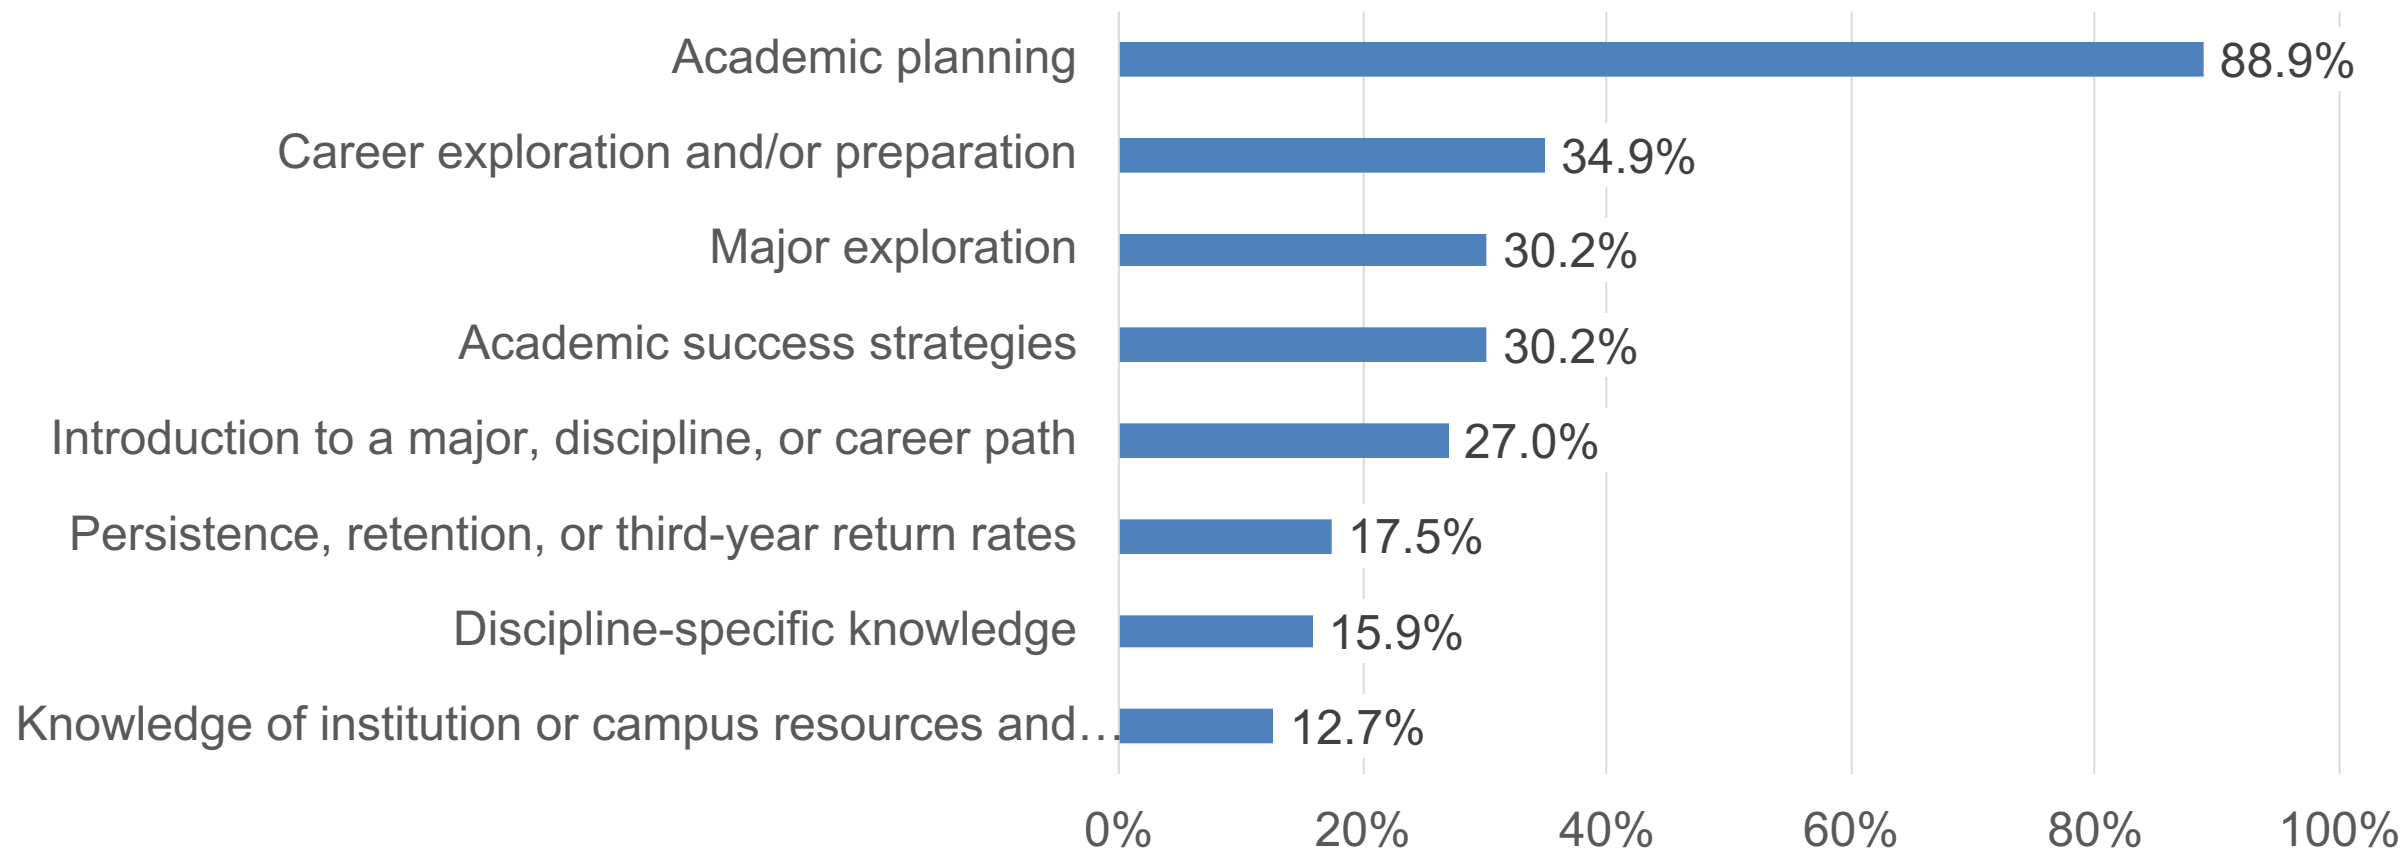 Academic planning 88.9%
Career exploration and/or preparation 34.9%
Major exploration 30.2%
Academic success strategies 30.2%
Introduction to a major, discipline, or career path 27.0%
Persistence, retention, or third-year return rates 17.5%
Discipline-specific knowledge 15.9%
Knowledge of institution or campus resources and… 12.7%
0% 20% 40% 60% 80% 100%